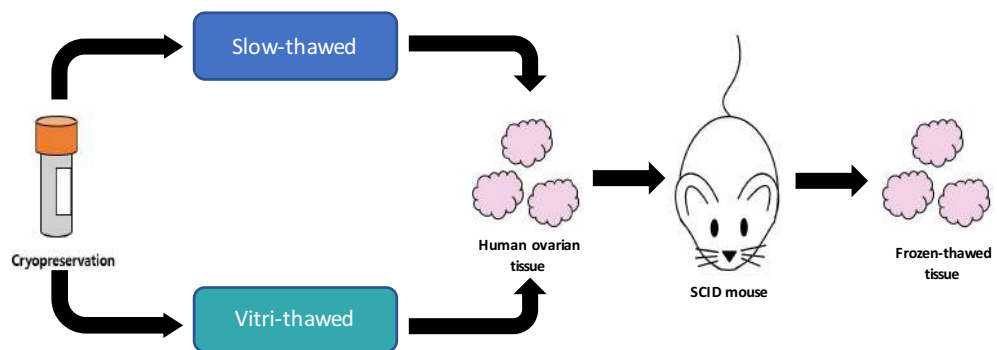 Slow-thawed
Cryopreservation
Vitri-thawed
Human ovarian
tissue
SCID mouse
Frozen-thawed
tissue